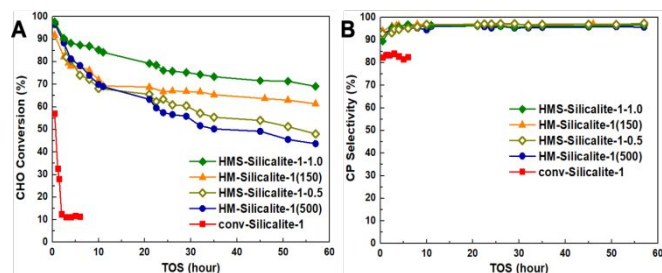 A
CHO Conversion (%)
100
90
80
70
60
50
40
30
20
10
0
HMS-Silicalite-1-1.0
HM-Silicalite-1(150)
HMS-Silicalite-1-0.5
HM-Silicalite-1(500)
conv-Silicalite-1
0 10 20 30 40 50 60
TOS (hour)
B
CP Selectivity (%)
100
90
80
70
60
50
40
30
20
10
0
HMS-Silicalite-1-1.0
HM-Silicalite-1(150)
HMS-Silicalite-1-0.5
HM-Silicalite-1(500)
conv-Silicalite-1
0 10 20 30 40 50 60
TOS (hour)